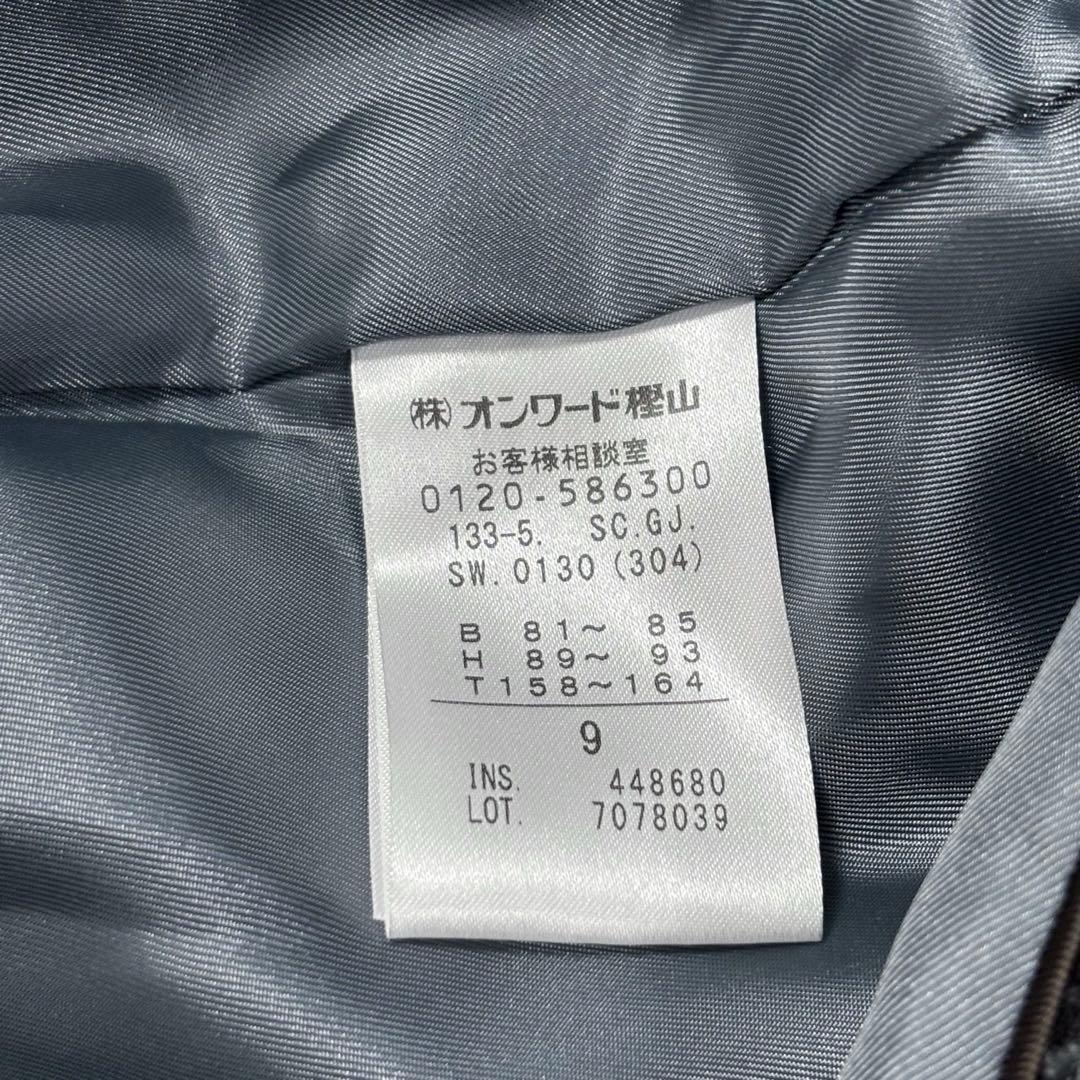 (株)オンワード樫山
お客様相談室
0120-586300
133-5. SC.GJ.
SW.0130(304)
B 81~ 85
H 89~ 93
T158~164
9
INS. 448680
LOT. 7078039